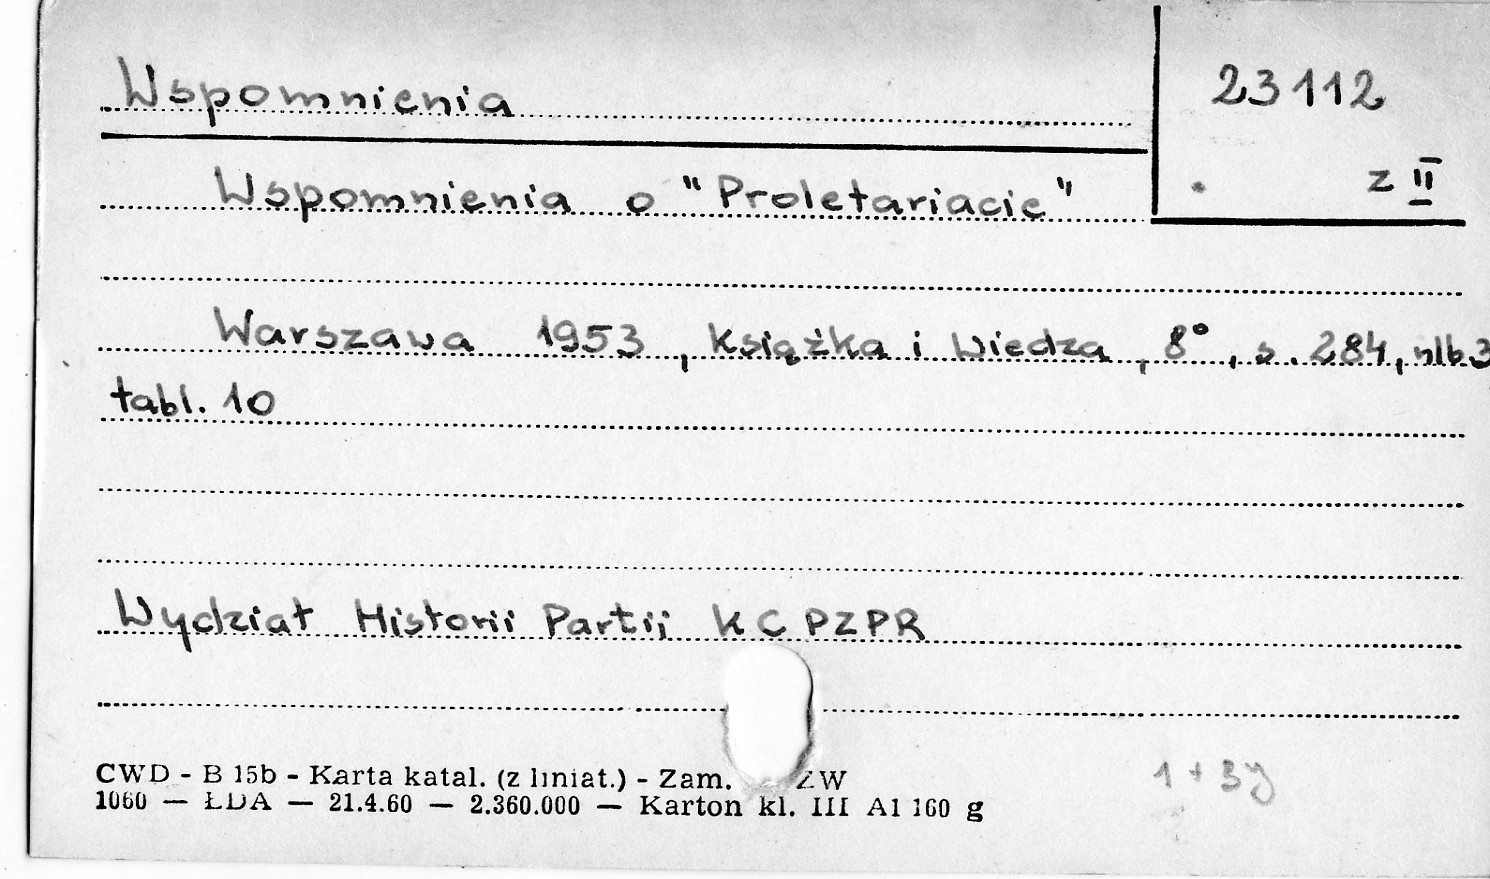 Wspomnienia
23112
z II
Wspomnienia o "Proletariacie"
Warszawa 1953, Książka i Wiedza, 8°, s. 284, nlb. 3
tabl. 10
Wydział Historii Partii KC PZPR
CWD - B 15b - Karta katal. (z liniat.) - Zam.
1060 — ŁDA — 21.4.60 — 2.360.000 — Karton kl. III A1 160 g
1 + 3